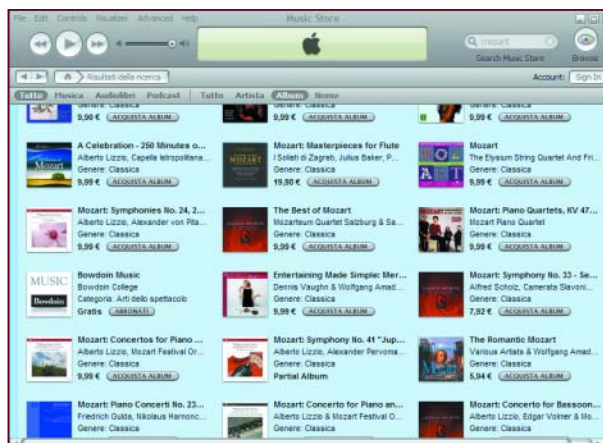 File Edit Controls Visualizer Advanced Help
Music Store
mozart
Search Music Store
Browse
Risultati della ricerca
Account: Sign In
Tutto Musica Audiolibri Podcast Tutto Artista Album Nome
Genere: Classica
9,99 € ACQUISTA ALBUM
Genere: Classica
9,99 € ACQUISTA ALBUM
Genere: Classica
9,99 € ACQUISTA ALBUM
A Celebration - 250 Minutes o...
Alberto Lizzio, Capella Istropolitana...
Genere: Classica
9,99 € ACQUISTA ALBUM
Mozart: Masterpieces for Flute
I Solisti di Zagreb, Julius Baker, P...
Genere: Classica
19,98 € ACQUISTA ALBUM
Mozart
The Elysium String Quartet And Fri...
Genere: Classica
9,99 € ACQUISTA ALBUM
Mozart: Symphonies No. 24, 2...
Alberto Lizzio, Alexander von Pita...
Genere: Classica
9,99 € ACQUISTA ALBUM
The Best of Mozart
Mozarteum Quartet Salzburg & Sa...
Genere: Classica
9,99 € ACQUISTA ALBUM
Mozart: Piano Quartets, KV 47...
Mozart Piano Quartet
Genere: Classica
9,99 € ACQUISTA ALBUM
MUSIC
Bowdoin
Bowdoin Music
Bowdoin College
Categoria: Arti dello spettacolo
Gratis ABBONATI
Entertaining Made Simple: Mer...
Dennis Vaughn & Wolfgang Amad...
Genere: Classica
9,99 € ACQUISTA ALBUM
Mozart: Symphony No. 33 - Se...
Alfred Scholz, Camerata Slavoni...
Genere: Classica
7,92 € ACQUISTA ALBUM
Mozart: Concertos for Piano ...
Alberto Lizzio, Mozart Festival Or...
Genere: Classica
9,99 € ACQUISTA ALBUM
Mozart: Symphony No. 41 "Jup...
Alberto Lizzio, Alexander Pervoma...
Genere: Classica
Partial Album
The Romantic Mozart
Various Artists & Wolfgang Amad...
Genere: Classica
5,94 € ACQUISTA ALBUM
Mozart: Piano Concerti No. 23...
Friedrich Gulda, Nikolaus Harnonc...
Genere: Classica
Mozart: Concerto for Piano an...
Alberto Lizzio & Mozart Festival O...
Genere: Classica
Mozart: Concerto for Bassoon...
Alberto Lizzio, Edgar Volmer & Mo...
Genere: Classica